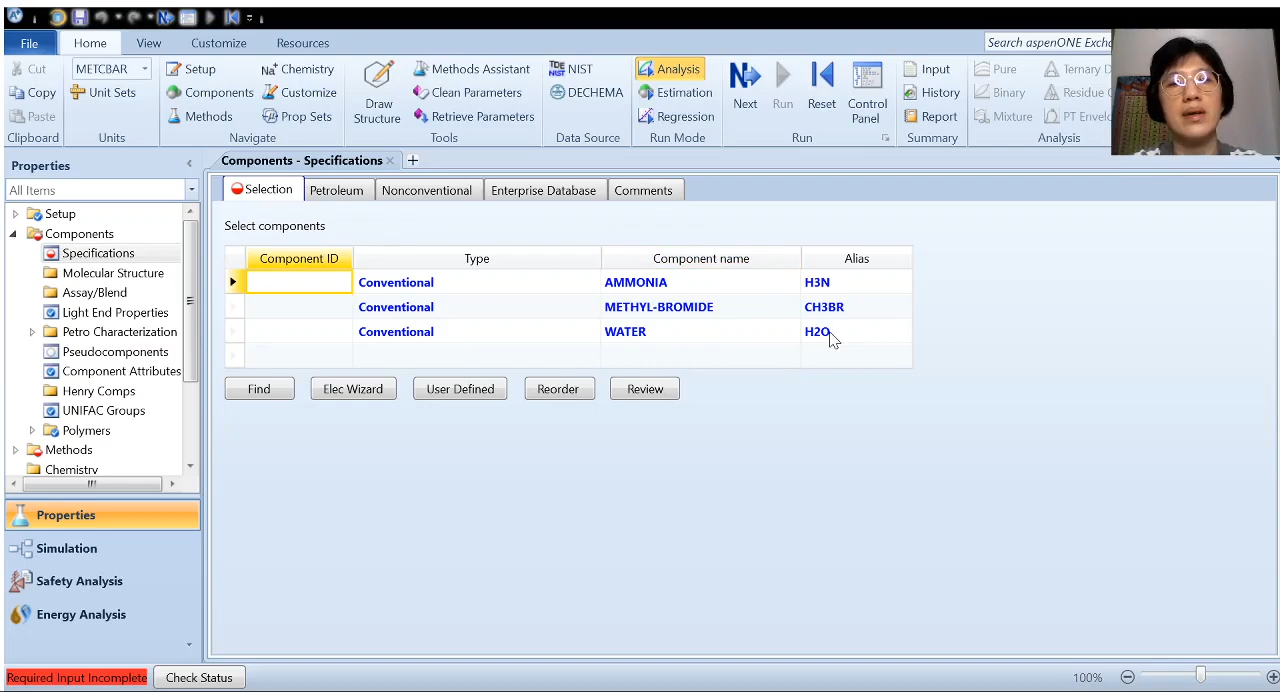 File Home View Customize Resources Search aspenONE Excha
Cut METCBAR Setup Na+ Chemistry Methods Assistant NIST Analysis Input Pure Ternary D
Copy Unit Sets Components Customize Draw Structure Clean Parameters DECHEMA Estimation Next Run Reset Control Panel History Binary Residue C
Paste Methods Prop Sets Retrieve Parameters Regression Report Mixture PT Envelo
Clipboard Units Navigate Tools Data Source Run Mode Run Summary Analysis
Properties
Components - Specifications
All Items
Selection Petroleum Nonconventional Enterprise Database Comments
Setup
Components
Specifications
Molecular Structure
Assay/Blend
Light End Properties
Petro Characterization
Pseudocomponents
Component Attributes
Henry Comps
UNIFAC Groups
Polymers
Methods
Chemistry
Select components
Component ID Type Component name Alias
Conventional AMMONIA H3N
Conventional METHYL-BROMIDE CH3BR
Conventional WATER H2O
Find Elec Wizard User Defined Reorder Review
Properties
Simulation
Safety Analysis
Energy Analysis
Required Input Incomplete Check Status 100%